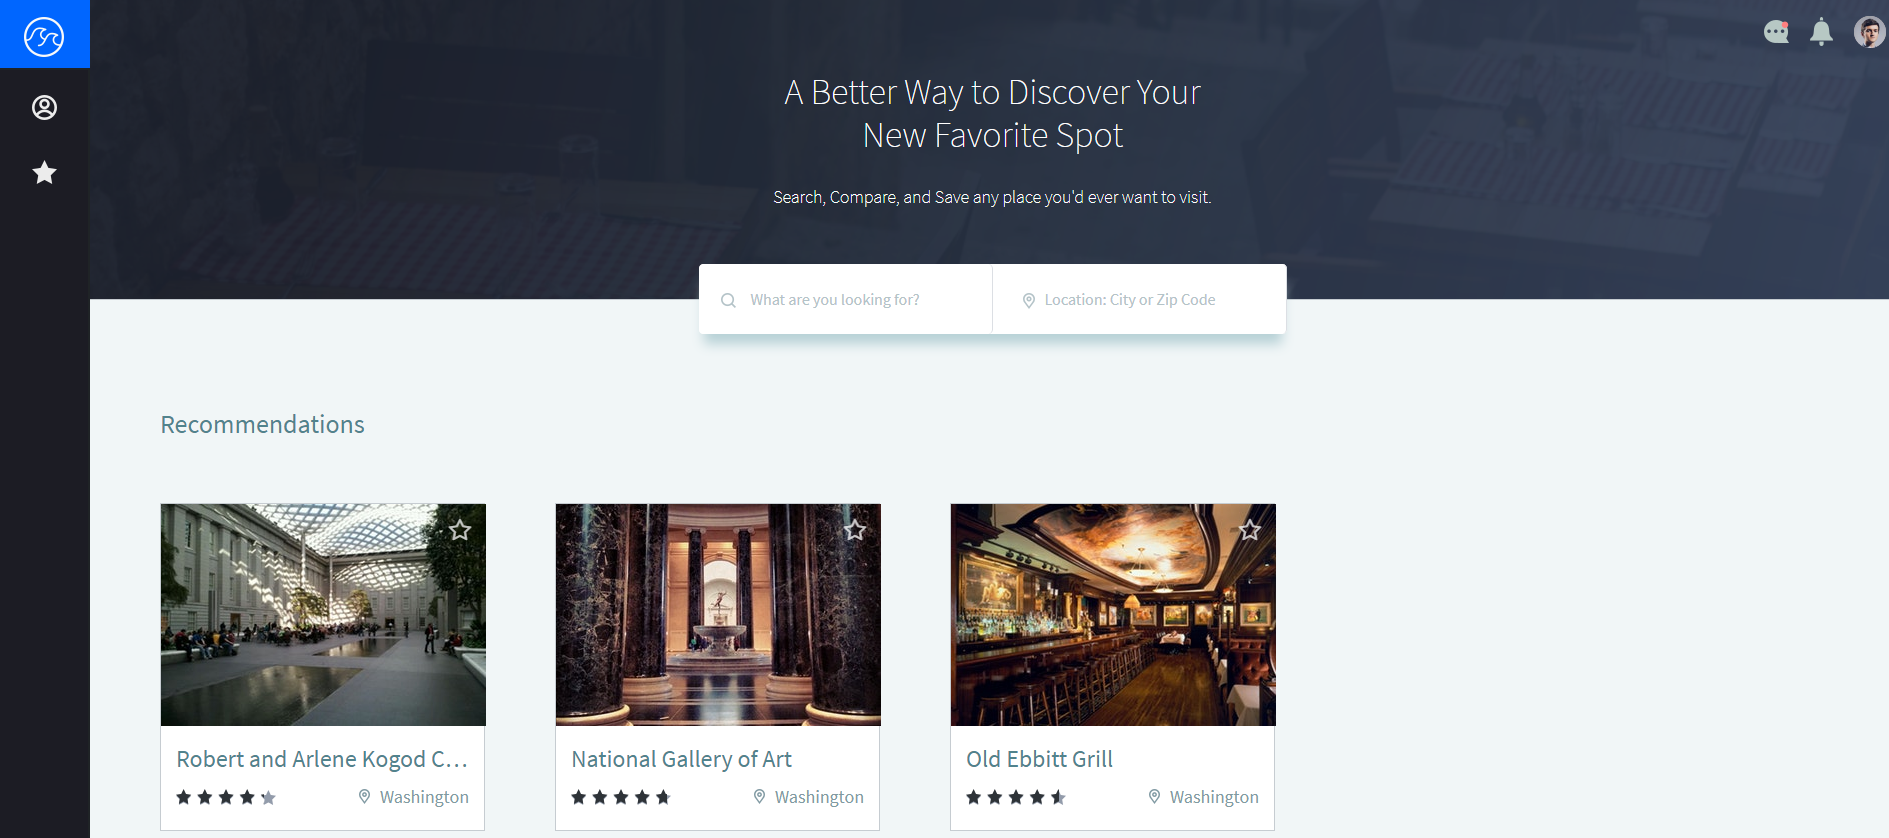 A Better Way to Discover Your
New Favorite Spot
Search, Compare, and Save any place you'd ever want to visit.
What are you looking for?
Location: City or Zip Code
Recommendations
Robert and Arlene Kogod C...
Washington
National Gallery of Art
Washington
Old Ebbitt Grill
Washington